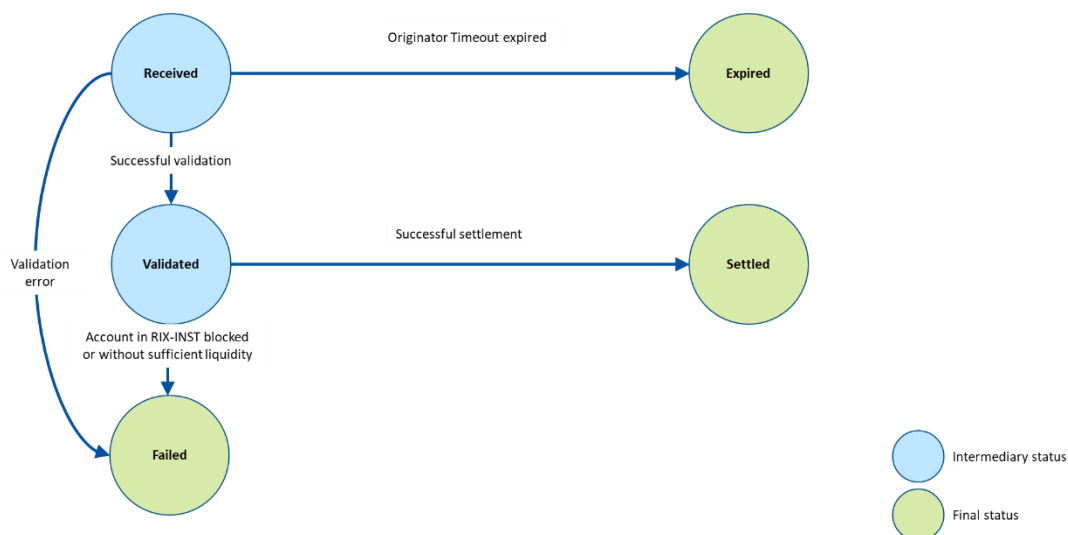 Originator Timeout expired
Received
Expired
Successful validation
Successful settlement
Validated
Settled
Validation
error
Account in RIX-INST blocked
or without sufficient liquidity
Failed
Intermediary status
Final status